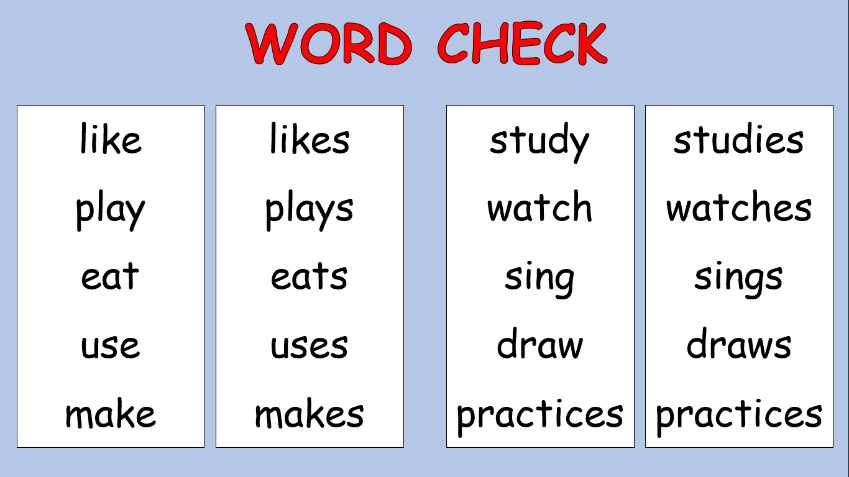 WORD CHECK
like likes study studies
play plays watch watches
eat eats sing sings
use uses draw draws
make makes practices practices